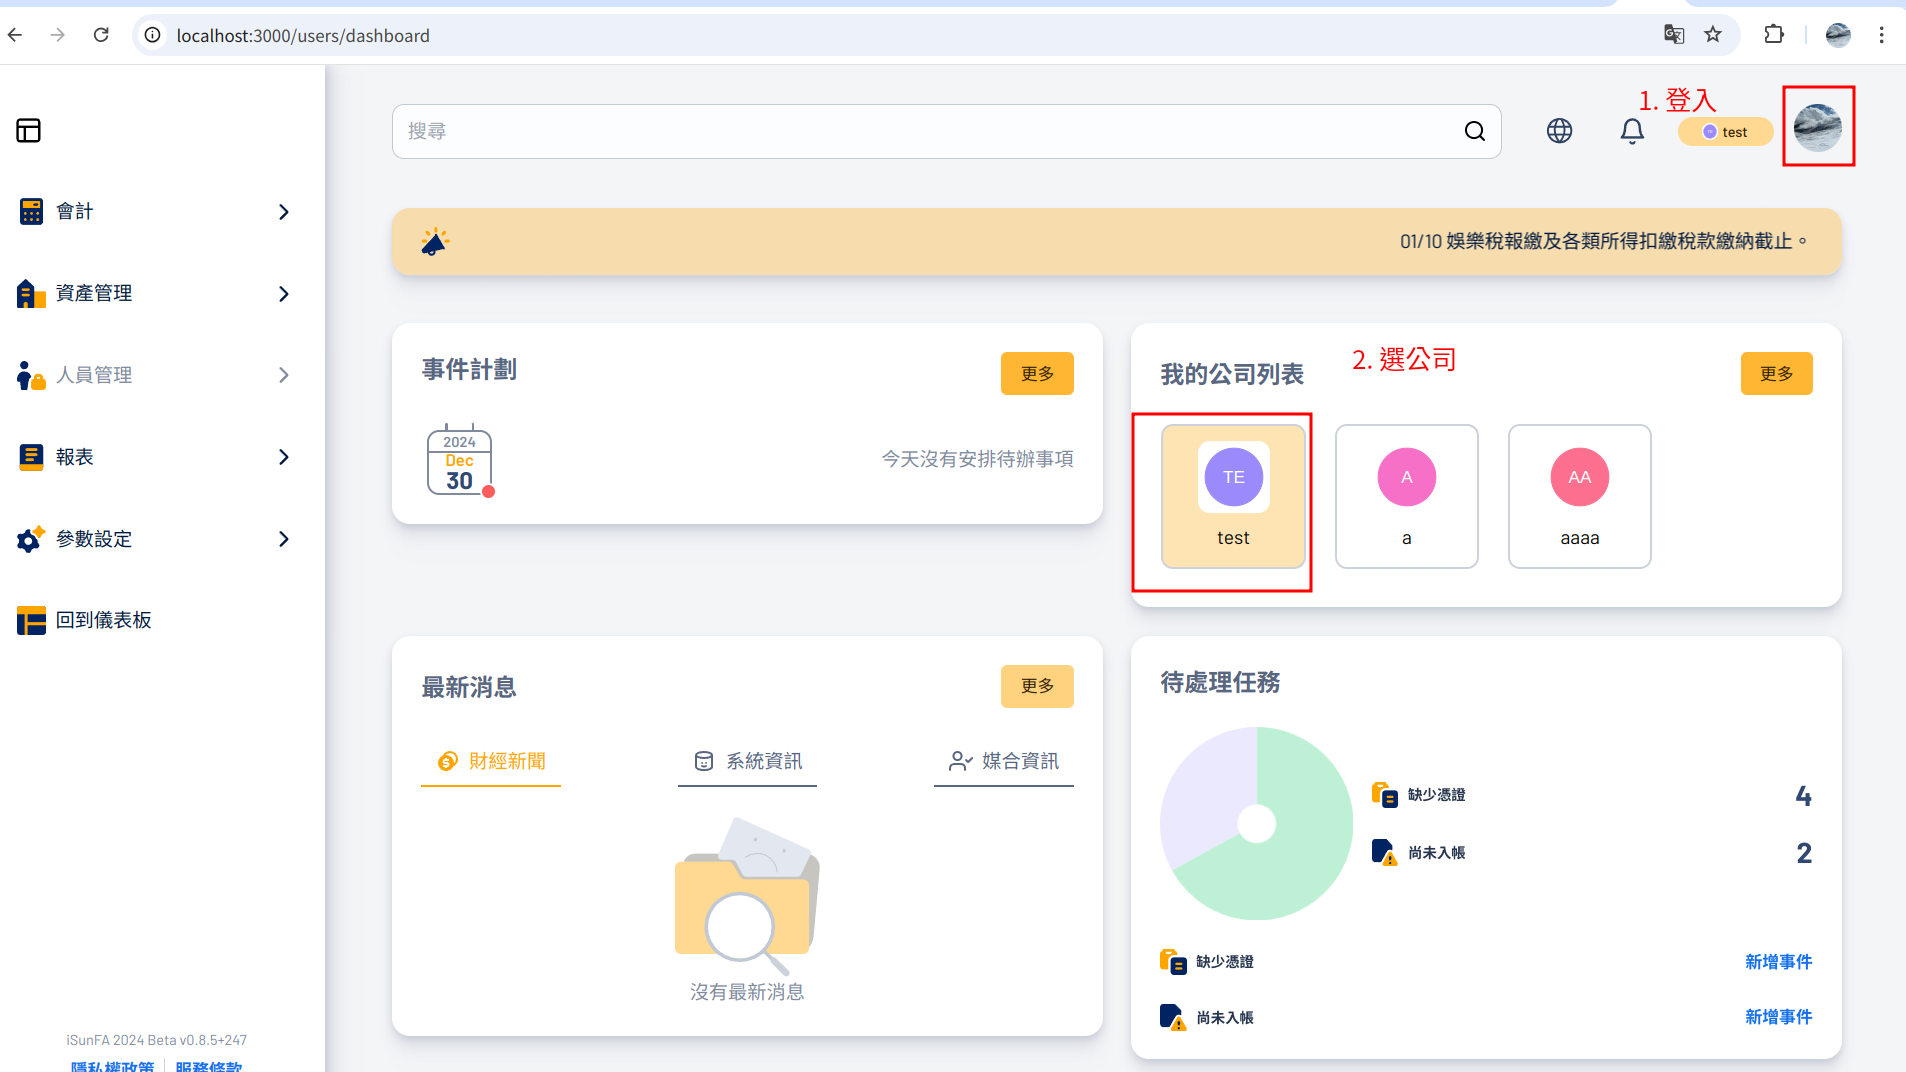 localhost:3000/users/dashboard
1. 登入
搜尋
test
會計
資產管理
人員管理
報表
參數設定
回到儀表板
iSunFA 2024 Beta v0.8.5+247
隱私權政策
服務條款
01/10 娛樂稅報繳及各類所得扣繳稅款繳納截止。
事件計劃
更多
2024
Dec
30
今天沒有安排待辦事項
我的公司列表
2. 選公司
更多
TE
test
A
a
AA
aaaa
最新消息
更多
財經新聞
系統資訊
媒合資訊
沒有最新消息
待處理任務
缺少憑證
4
尚未入帳
2
缺少憑證
新增事件
尚未入帳
新增事件